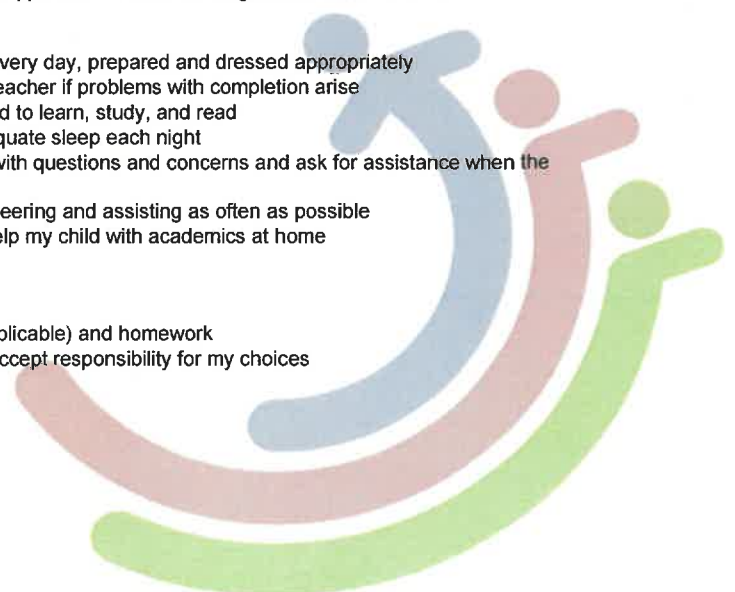 very day, prepared and dressed appropriately
eacher if problems with completion arise
d to learn, study, and read
quate sleep each night
with questions and concerns and ask for assistance when the
eering and assisting as often as possible
elp my child with academics at home
plicable) and homework
ccept responsibility for my choices